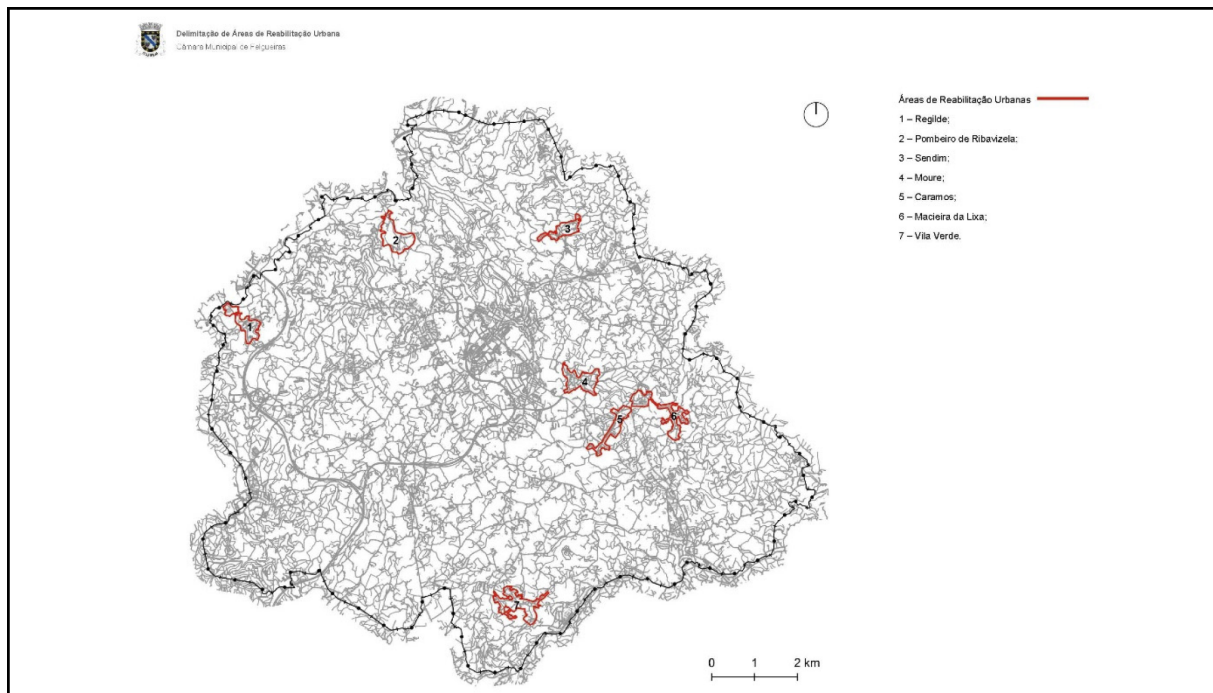 Delimitação de Áreas de Reabilitação Urbana
Câmara Municipal de Felgueiras
Áreas de Reabilitação Urbanas
1 – Regilde;
2 – Pombeiro de Ribavizela;
3 – Sendim;
4 – Moure;
5 – Caramos;
6 – Macieira da Lixa;
7 – Vila Verde.
2
3
1
4
5
6
7
0 1 2 km